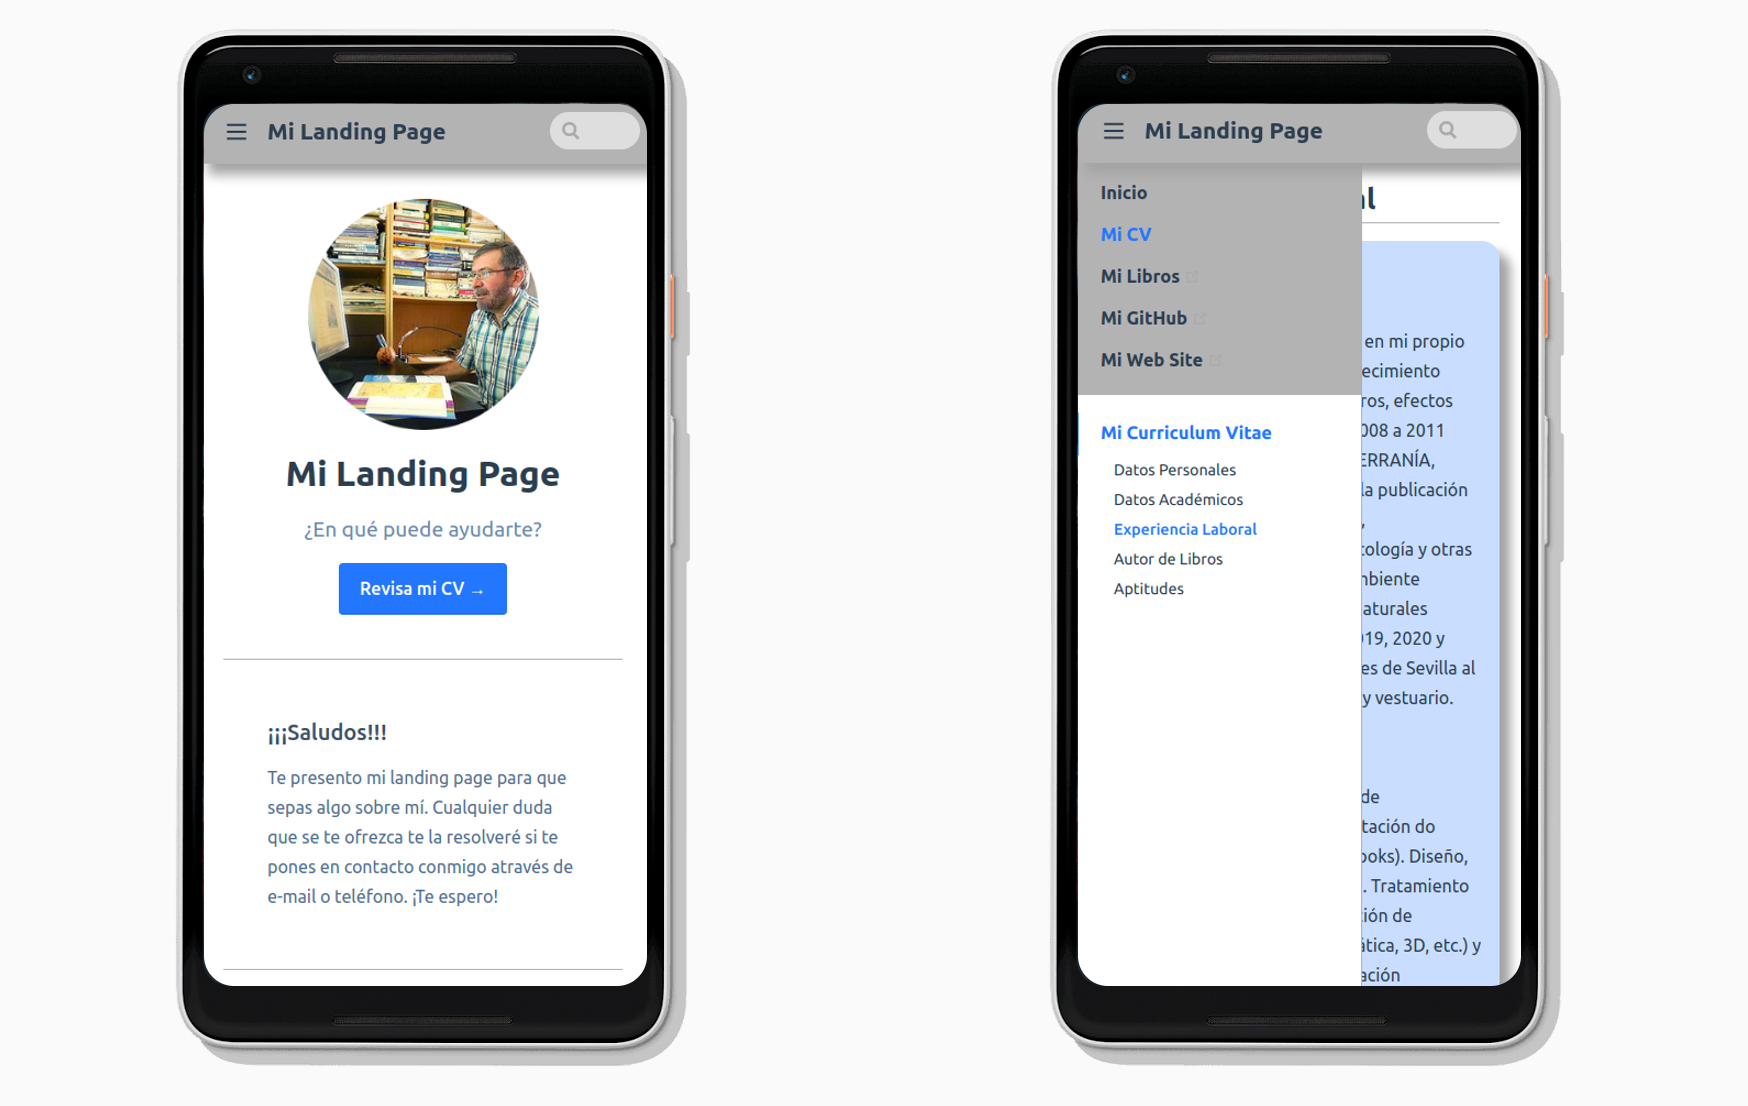 Mi Landing Page
Mi Landing Page
¿En qué puede ayudarte?
Revisa mi CV →
¡¡¡Saludos!!!
Te presento mi landing page para que
sepas algo sobre mí. Cualquier duda
que se te ofrezca te la resolveré si te
pones en contacto conmigo através de
e-mail o teléfono. ¡Te espero!
Mi Landing Page
Inicio
Mi CV
Mi Libros
Mi GitHub
Mi Web Site
Mi Curriculum Vitae
Datos Personales
Datos Académicos
Experiencia Laboral
Autor de Libros
Aptitudes
al
en mi propio
ecimiento
ros, efectos
008 a 2011
ERRANÍA,
la publicación
,
cología y otras
mbiente
aturales
019, 2020 y
es de Sevilla al
y vestuario.
de
tación do
ooks). Diseño,
. Tratamiento
ión de
ática, 3D, etc.) y
ación